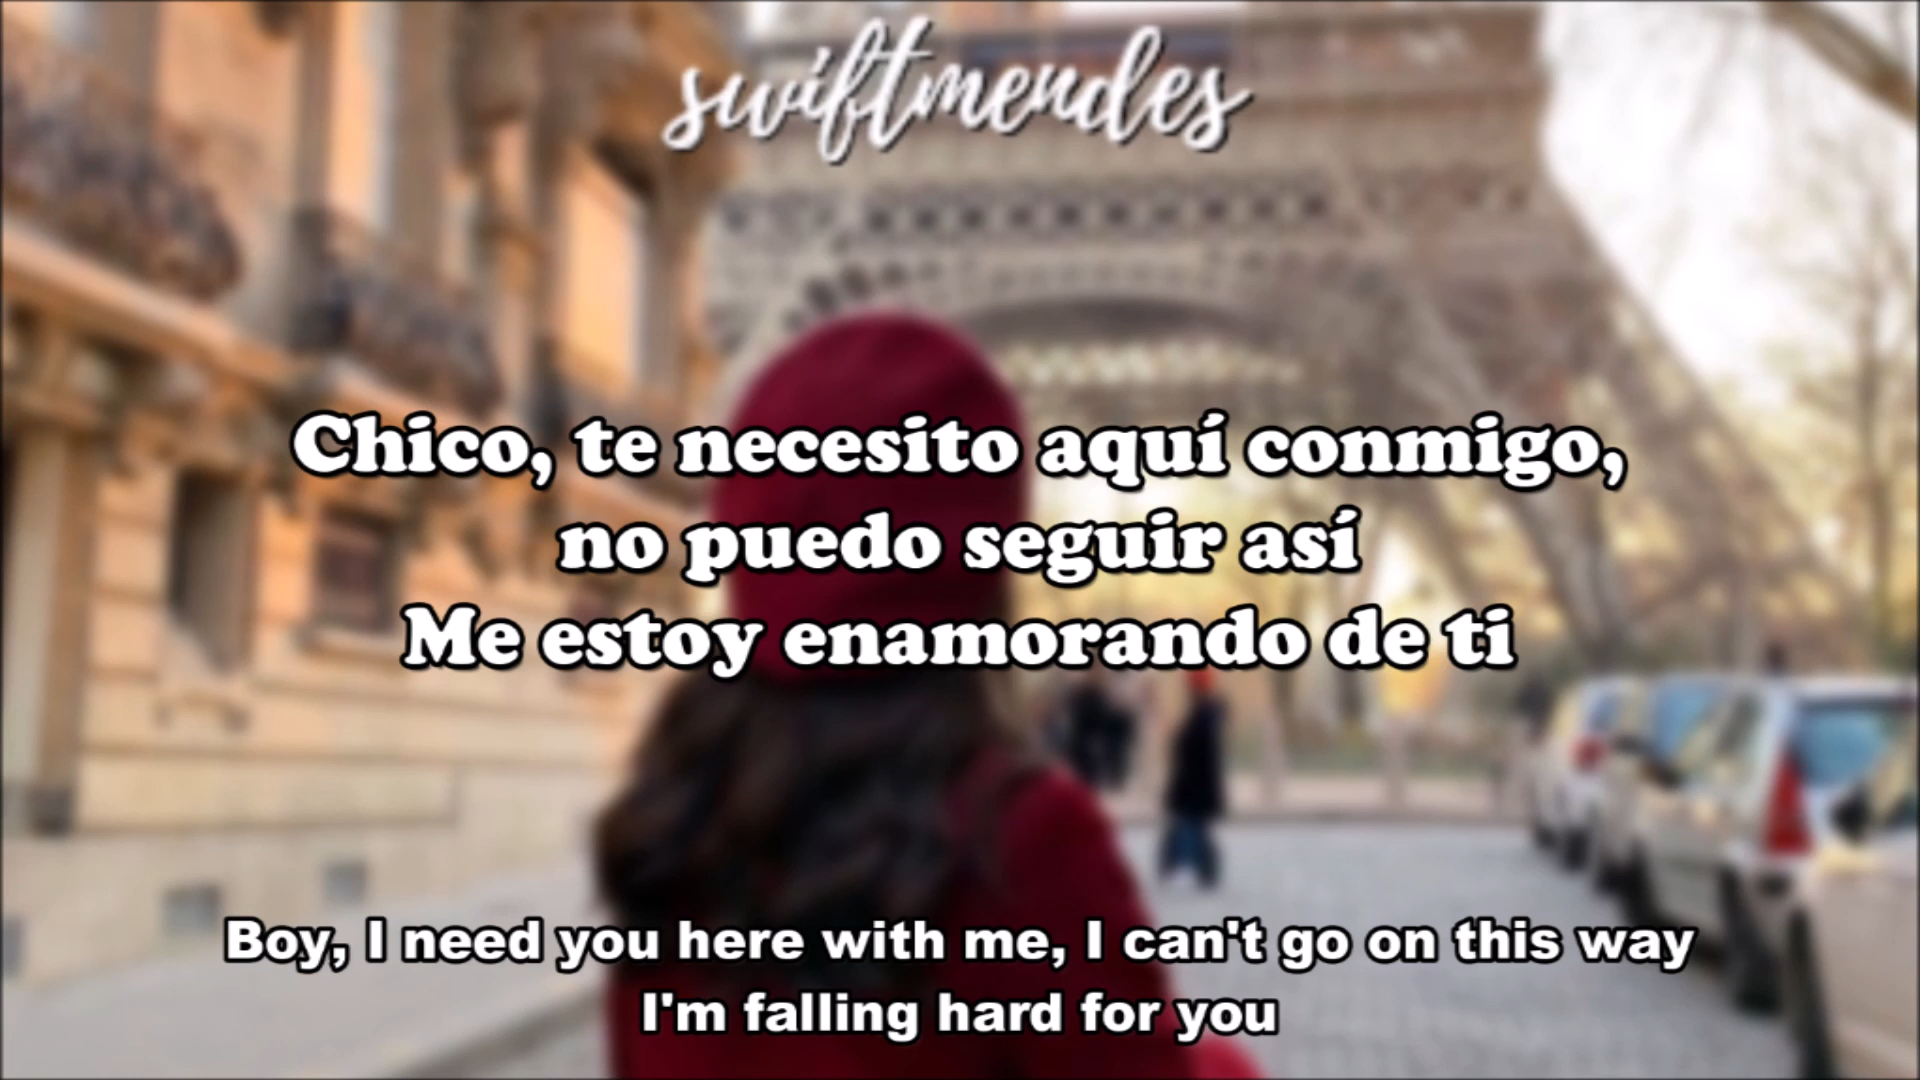 swiftmendes
Chico, te necesito aquí conmigo,
no puedo seguir así
Me estoy enamorando de ti
Boy, I need you here with me, I can't go on this way
I'm falling hard for you